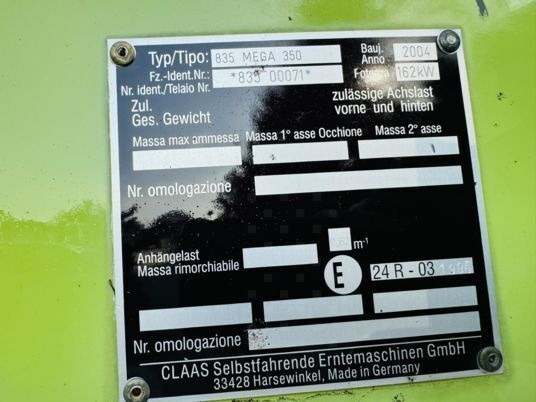 Typ/Tipo: 835 MEGA 350 Bauj. Anno 2004
Fz.-Ident.Nr.: Nr. ident./Telaio Nr. *835 00071* Potenza 162kW
Zul. Ges. Gewicht zulässige Achslast vorne und hinten
Massa max ammessa Massa 1° asse Occhione Massa 2° asse
Nr. omologazione
Anhängelast m⁻¹
Massa rimorchiabile E 24 R - 03
Nr. omologazione
CLAAS Selbstfahrende Erntemaschinen GmbH
33428 Harsewinkel, Made in Germany